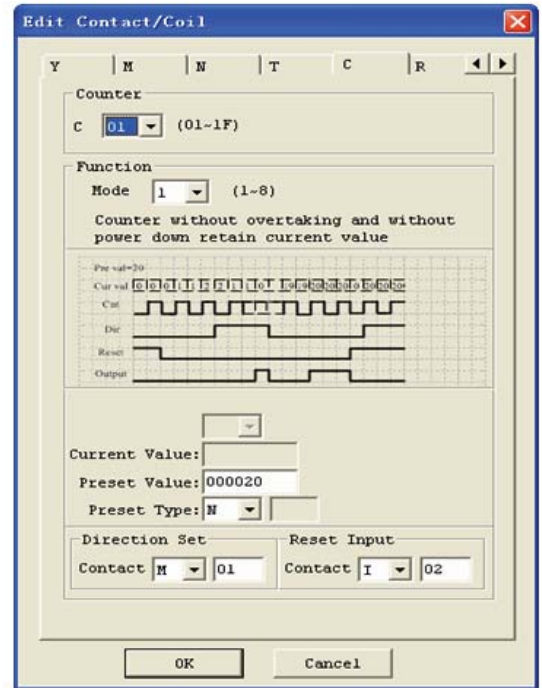 Edit Contact/Coil
Y M N T C R
Counter
C 01 (01~1F)
Function
Mode 1 (1~8)
Counter without overtaking and without
power down retain current value
Pre val=20
Cur val
Cnt
Dir
Reset
Output
Current Value:
Preset Value: 000020
Preset Type: N
Direction Set Reset Input
Contact M 01 Contact I 02
OK Cancel